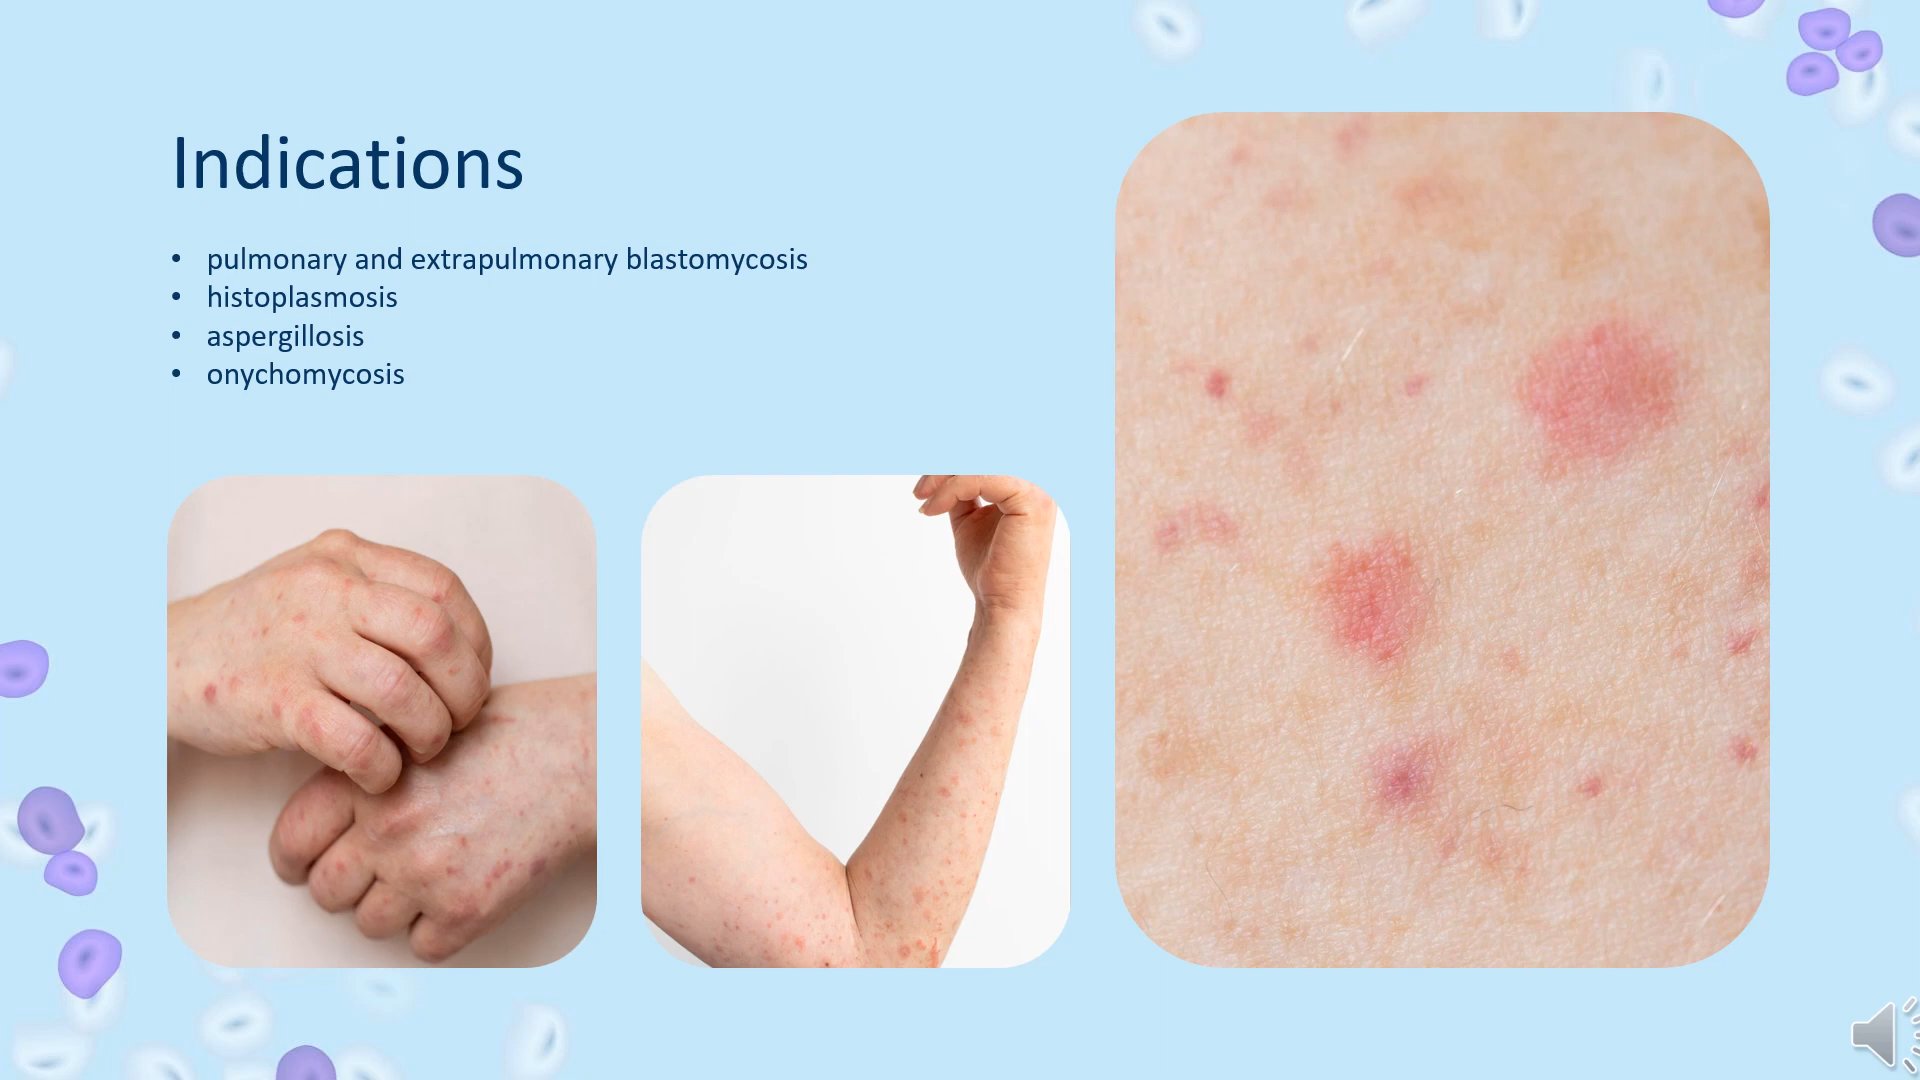 Indications
• pulmonary and extrapulmonary blastomycosis
• histoplasmosis
• aspergillosis
• onychomycosis